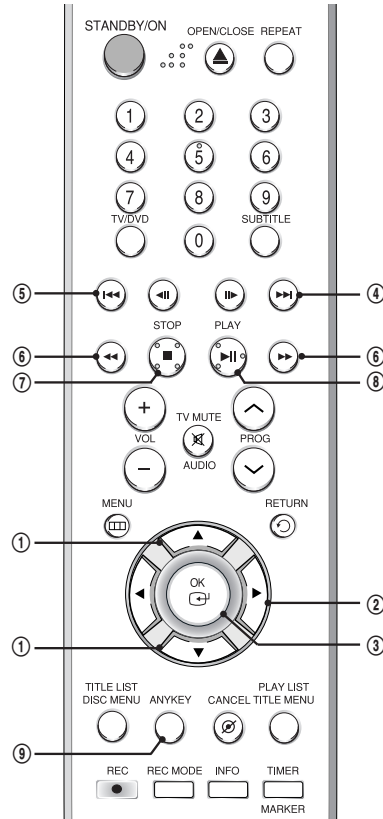 STANDBY/ON
OPEN/CLOSE REPEAT
1 2 3
4 5 6
7 8 9
TV/DVD SUBTITLE
0
⑤ ④
STOP PLAY
⑥ ⑥
⑦ ⑧
+
TV MUTE
VOL PROG
−
AUDIO
MENU RETURN
①
OK
②
③
①
TITLE LIST PLAY LIST
DISC MENU ANYKEY CANCEL TITLE MENU
⑨
REC REC MODE INFO TIMER
MARKER